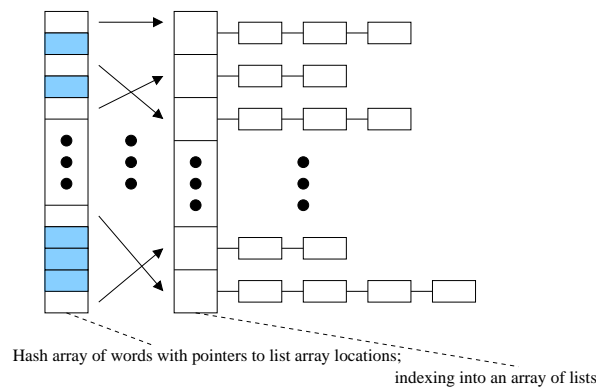 Hash array of words with pointers to list array locations;
indexing into an array of lists